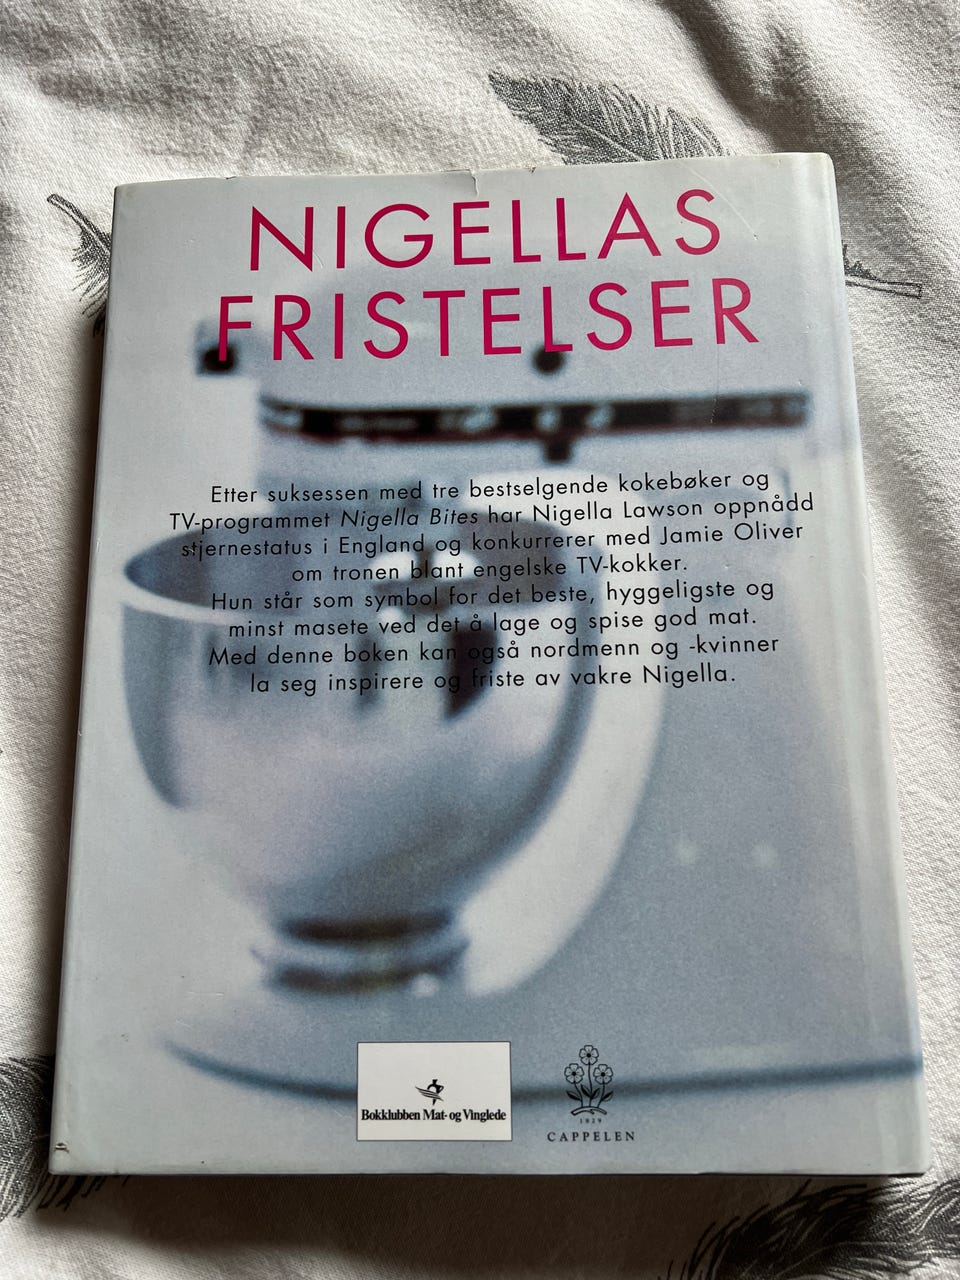 NIGELLAS
FRISTELSER
Etter suksessen med tre bestselgende kokebøker og
TV-programmet Nigella Bites har Nigella Lawson oppnådd
stjernestatus i England og konkurrerer med Jamie Oliver
om tronen blant engelske TV-kokker.
Hun står som symbol for det beste, hyggeligste og
minst masete ved det å lage og spise god mat.
Med denne boken kan også nordmenn og -kvinner
la seg inspirere og friste av vakre Nigella.
Bokklubben Mat- og Vinglede
1829
CAPPELEN